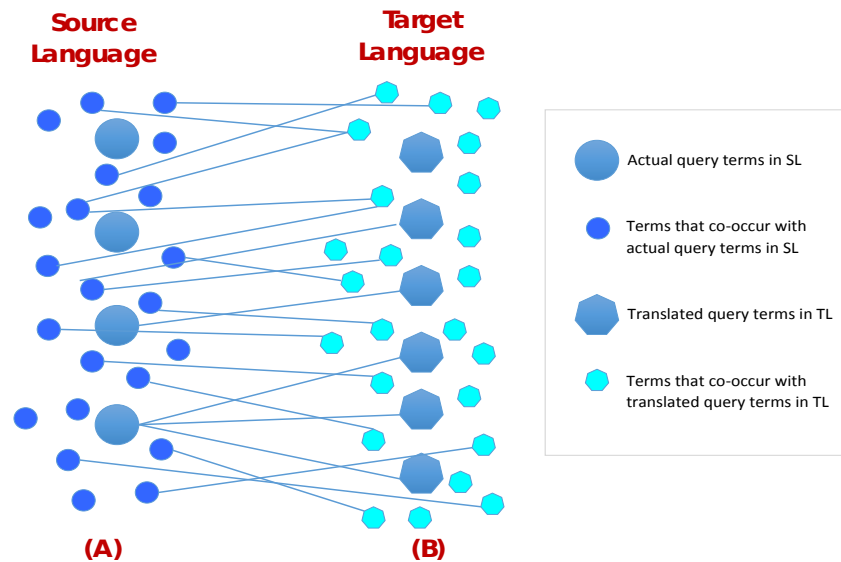 Source
Language
Target
Language
Actual query terms in SL
Terms that co-occur with
actual query terms in SL
Translated query terms in TL
Terms that co-occur with
translated query terms in TL
(A)
(B)